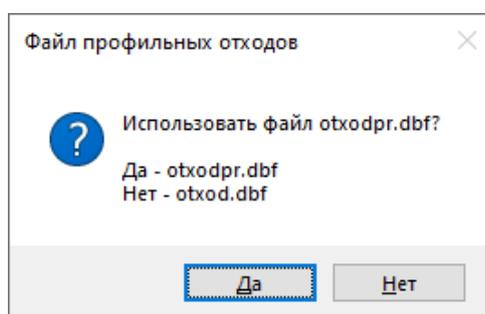 Файл профильных отходов
Использовать файл otxodpr.dbf?
Да - otxodpr.dbf
Нет - otxod.dbf
Да
Нет